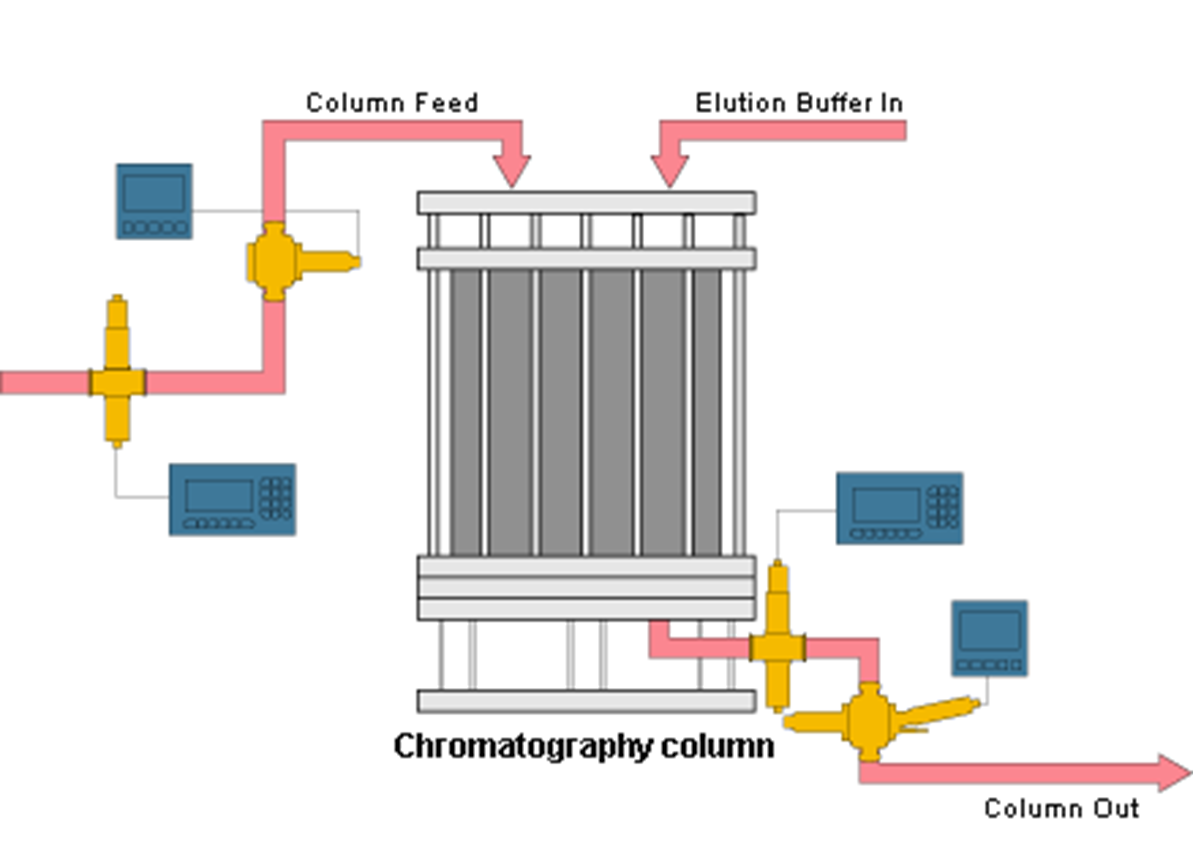 Column Feed
Elution Buffer In
Chromatography column
Column Out